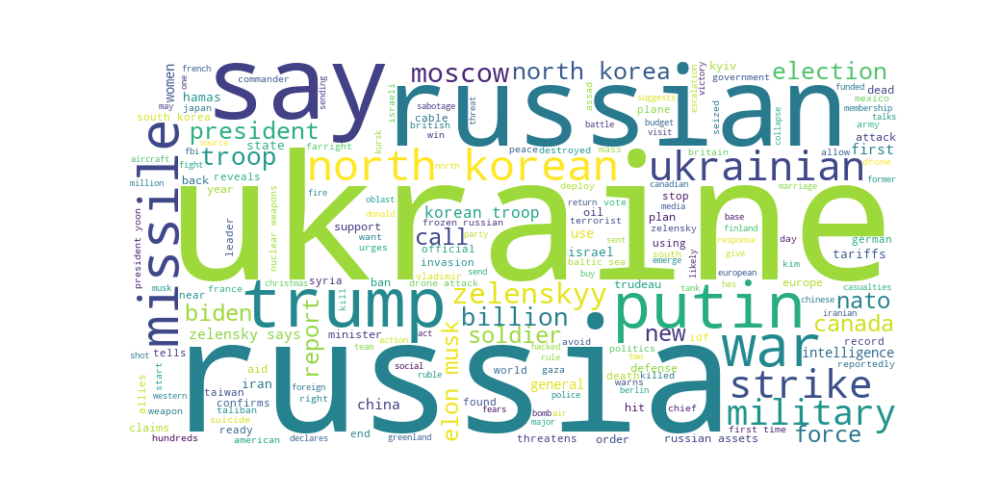 french
commander
one
may
women
say
russian
moscow
north korea
kyiv
government
victory
election
funded
dead
mexico
membership
talks
army
hamas
japan
south korea
president
state
sending
israeli
sabotage
cable
british
win
threat
battle
suggests
plane
assad
escalation
budget
visit
seized
collapse
attack
first
missile
farright
kursk
peace
destroyed
mass
britain
allow
drone
former
aircraft
fbi
source
fight
million
troop
reveals
back
year
north korean
north
ukrainian
ukraine
fire
deploy
canadian
marriage
media
stop
nuclear weapons
oblast
donald
frozen russian
party
korean troop
return
vote
oil
terrorist
plan
zelensky
base
finland
response
give
day
german
tariffs
leader
support
want
urges
call
official
invasion
use
israel
baltic sea
using
south
sent
likely
emerge
european
kim
president yoon
syria
vladimir
send
drone attack
ban
buy
trudeau
tank
hes
chinese
europe
casualties
iranian
musk
near
france
christmas
kill
trump
zelenskyy
putin
nato
biden
billion
canada
zelensky says
report
minister
act
action
soldier
avoid
new
idf
war
record
intelligence
reportedly
shot
tells
start
western
weapon
allies
aid
iran
taiwan
confirms
taliban
suicide
ready
claims
hundreds
american
foreign
right
declares
greenland
team
social
ruble
china
end
elon musk
hacked
rule
world
found
fears
gaza
police
general
bomb
air
major
threatens
politics
two
defense
death
killed
warns
berlin
hit
chief
order
russian assets
russia
strike
military
first time
force